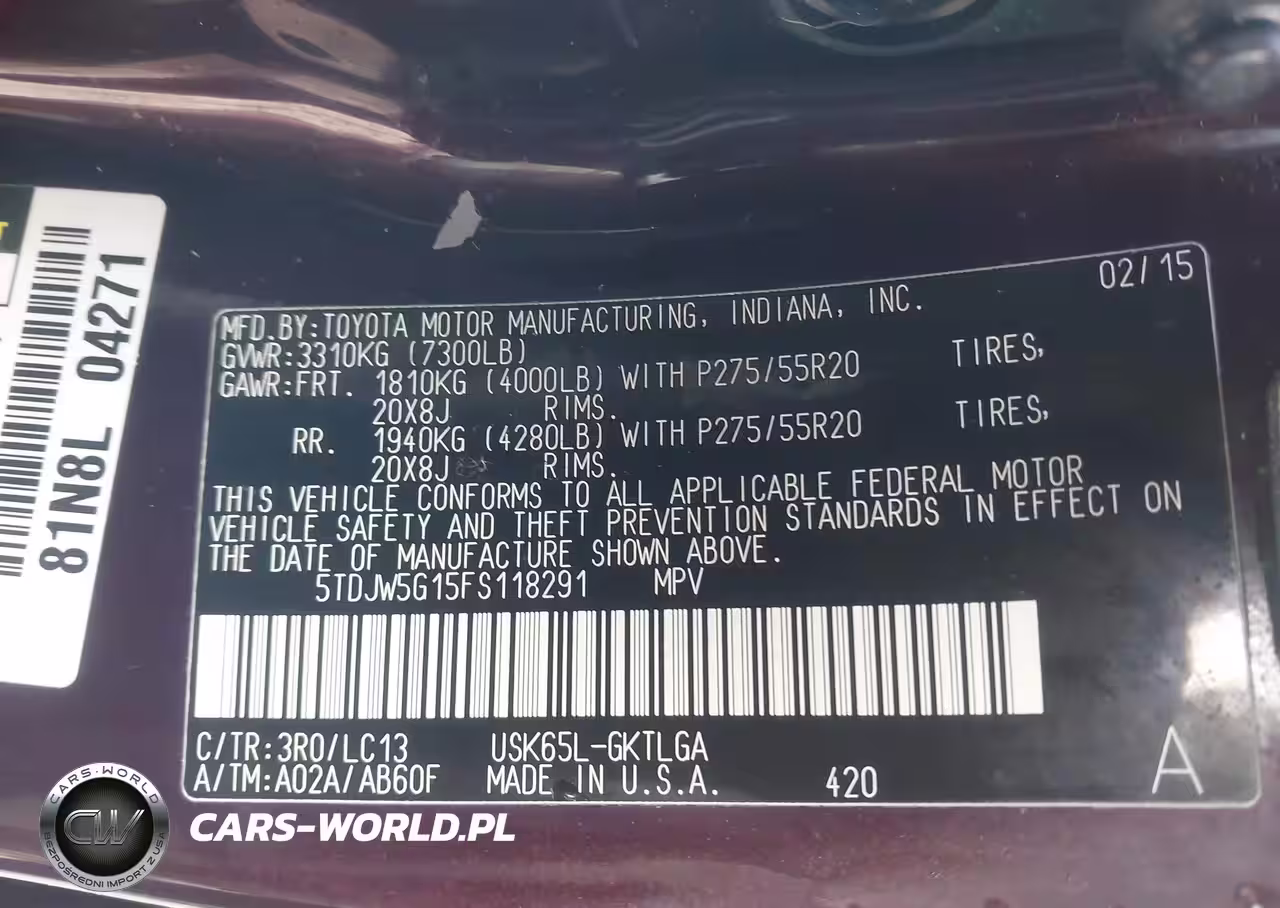 02/15
MFD.BY:TOYOTA MOTOR MANUFACTURING, INDIANA, INC.
GVWR:3310KG (7300LB)
GAWR:FRT. 1810KG (4000LB) WITH P275/55R20 TIRES,
20X8J RIMS.
RR. 1940KG (4280LB) WITH P275/55R20 TIRES,
20X8J RIMS.
THIS VEHICLE CONFORMS TO ALL APPLICABLE FEDERAL MOTOR
VEHICLE SAFETY AND THEFT PREVENTION STANDARDS IN EFFECT ON
THE DATE OF MANUFACTURE SHOWN ABOVE.
5TDJW5G15FS118291 MPV
C/TR:3R0/LC13 USK65L-GKTLGA
A/TM:A02A/AB60F MADE IN U.S.A. 420 A
81N8L 04271
CARS-WORLD
CW
BEZPOŚREDNI IMPORT Z USA
CARS-WORLD.PL